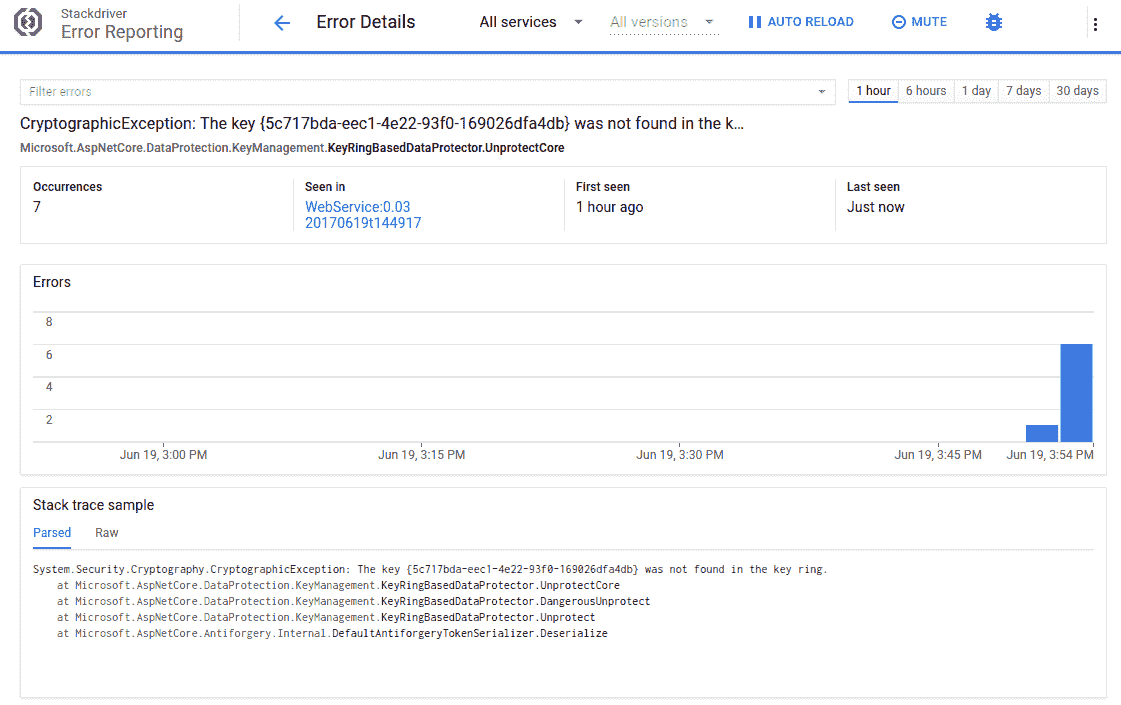 Stackdriver
Error Reporting
Error Details
All services
All versions
AUTO RELOAD
MUTE
Filter errors
1 hour
6 hours
1 day
7 days
30 days
CryptographicException: The key {5c717bda-eec1-4e22-93f0-169026dfa4db} was not found in the k...
Microsoft.AspNetCore.DataProtection.KeyManagement.KeyRingBasedDataProtector.UnprotectCore
Occurrences
7
Seen in
WebService:0.03
20170619t144917
First seen
1 hour ago
Last seen
Just now
Errors
8
6
4
2
Jun 19, 3:00 PM
Jun 19, 3:15 PM
Jun 19, 3:30 PM
Jun 19, 3:45 PM
Jun 19, 3:54 PM
Stack trace sample
Parsed
Raw
System.Security.Cryptography.CryptographicException: The key {5c717bda-eec1-4e22-93f0-169026dfa4db} was not found in the key ring.
at Microsoft.AspNetCore.DataProtection.KeyManagement.KeyRingBasedDataProtector.UnprotectCore
at Microsoft.AspNetCore.DataProtection.KeyManagement.KeyRingBasedDataProtector.DangerousUnprotect
at Microsoft.AspNetCore.DataProtection.KeyManagement.KeyRingBasedDataProtector.Unprotect
at Microsoft.AspNetCore.Antiforgery.Internal.DefaultAntiforgeryTokenSerializer.Deserialize